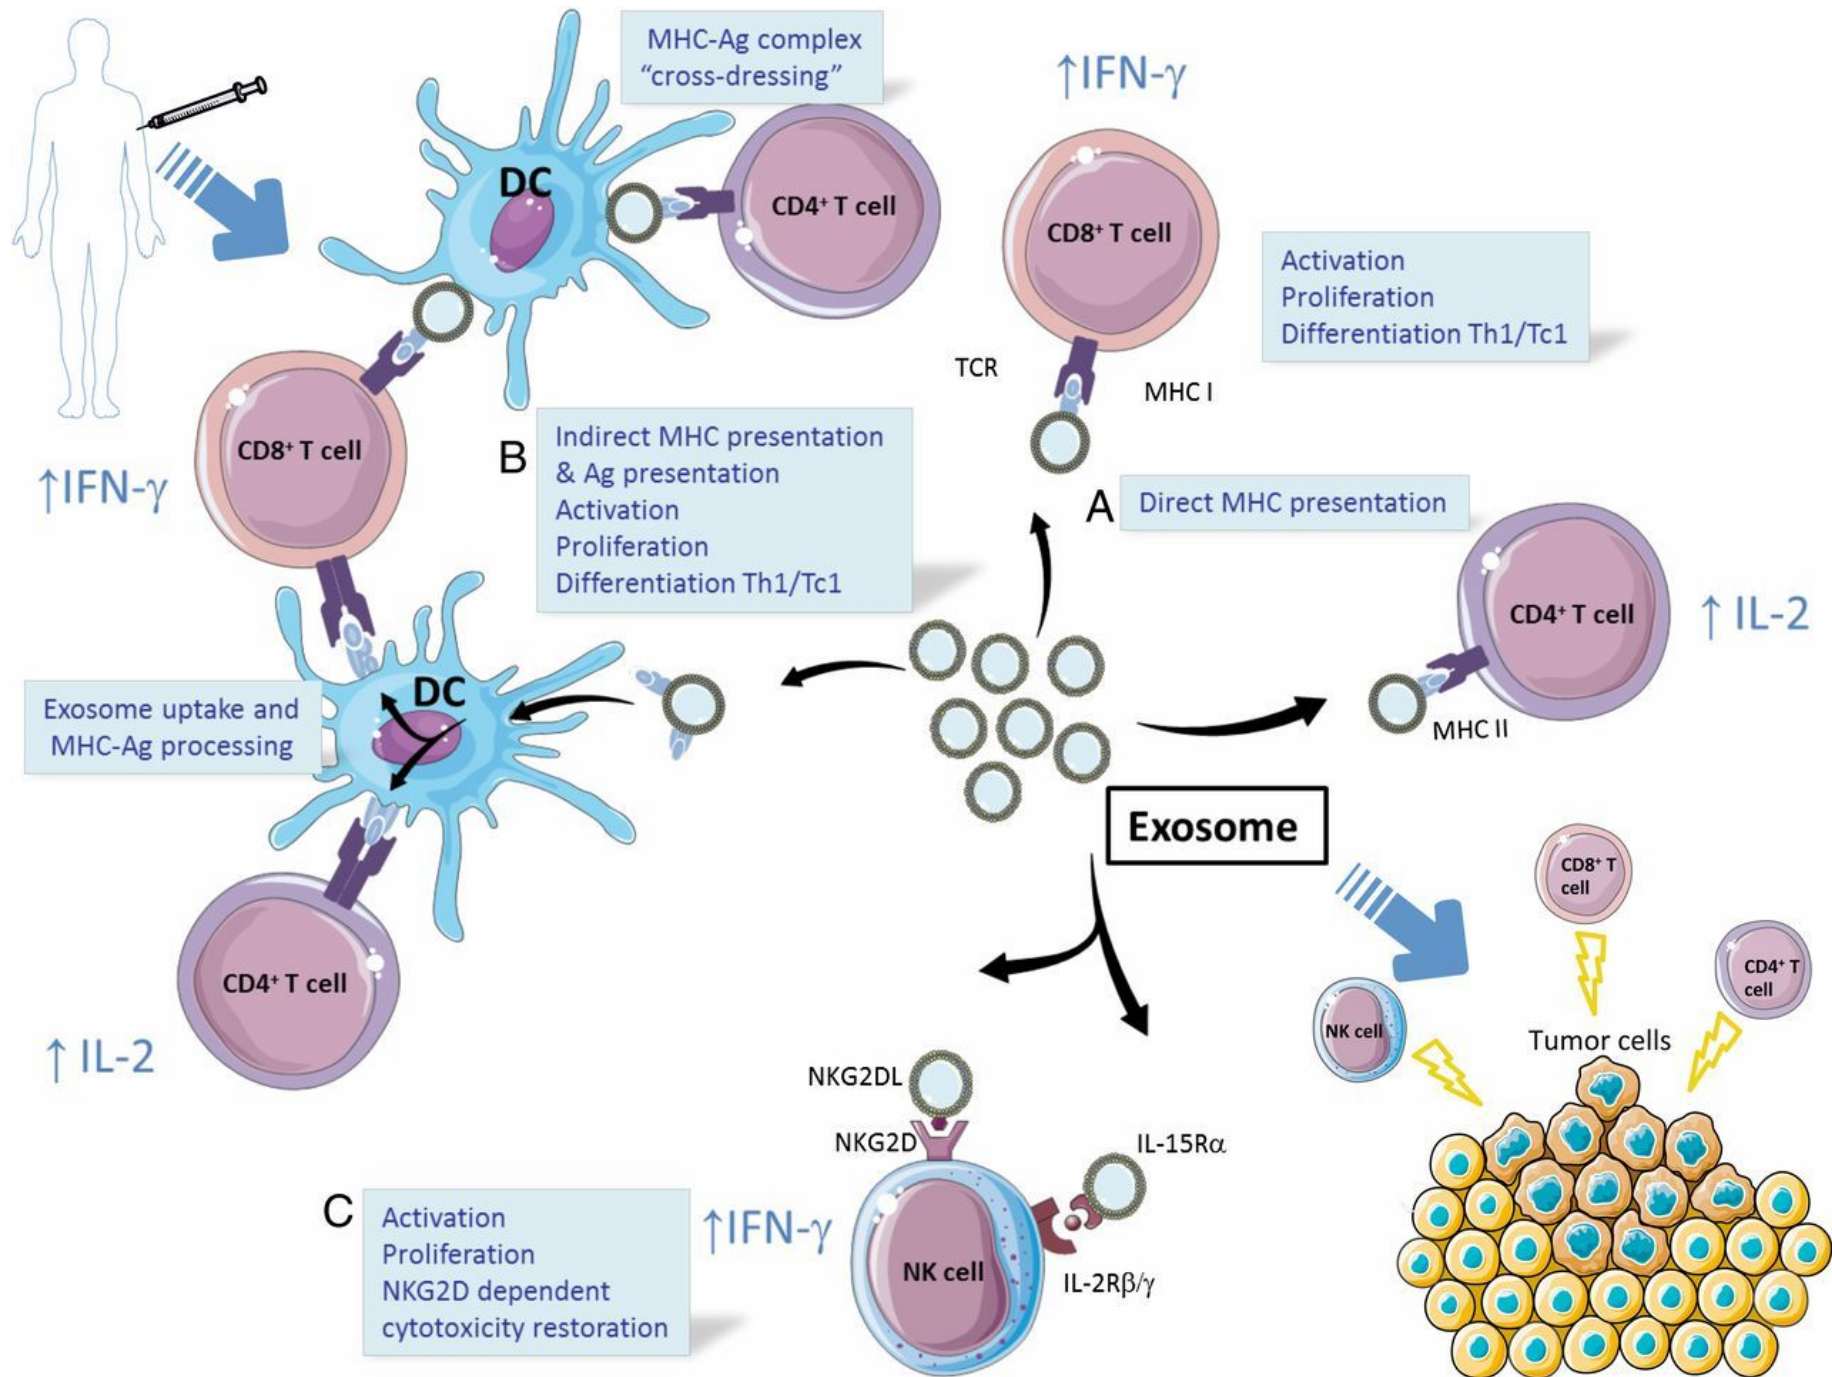 MHC-Ag complex
“cross-dressing”
DC
CD4⁺ T cell
↑IFN-γ
CD8⁺ T cell
Activation
Proliferation
Differentiation Th1/Tc1
TCR
MHC I
CD8⁺ T cell
↑IFN-γ
B
Indirect MHC presentation
& Ag presentation
Activation
Proliferation
Differentiation Th1/Tc1
A
Direct MHC presentation
CD4⁺ T cell
↑ IL-2
MHC II
Exosome uptake and
MHC-Ag processing
DC
Exosome
CD4⁺ T cell
↑ IL-2
CD8⁺ T
cell
CD4⁺ T
cell
NK cell
Tumor cells
NKG2DL
NKG2D
IL-15Rα
C
Activation
Proliferation
NKG2D dependent
cytotoxicity restoration
↑IFN-γ
NK cell
IL-2Rβ/γ